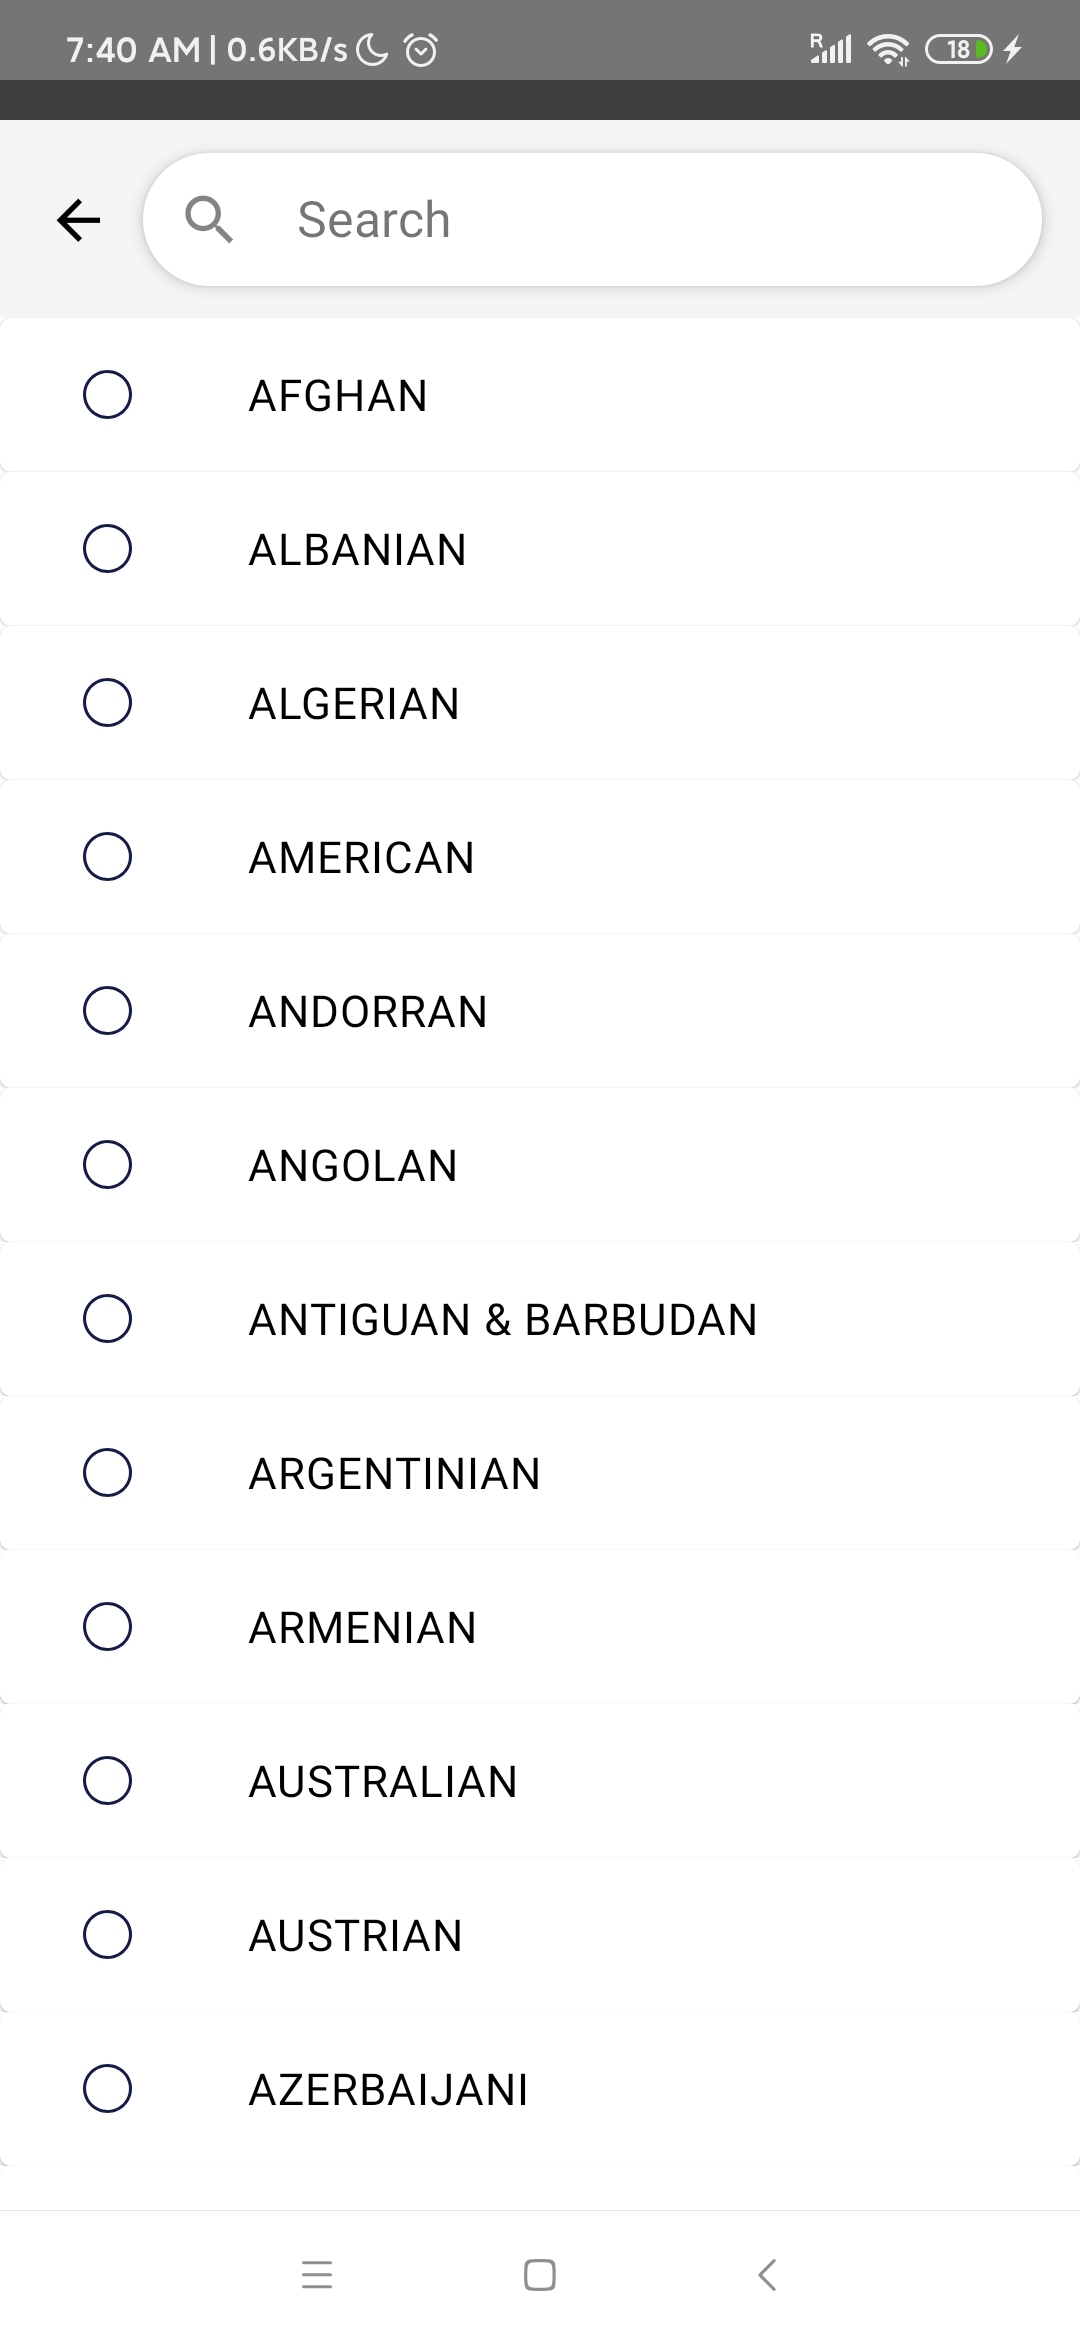 7:40 AM | 0.6KB/s R 18
Search
AFGHAN
ALBANIAN
ALGERIAN
AMERICAN
ANDORRAN
ANGOLAN
ANTIGUAN & BARBUDAN
ARGENTINIAN
ARMENIAN
AUSTRALIAN
AUSTRIAN
AZERBAIJANI